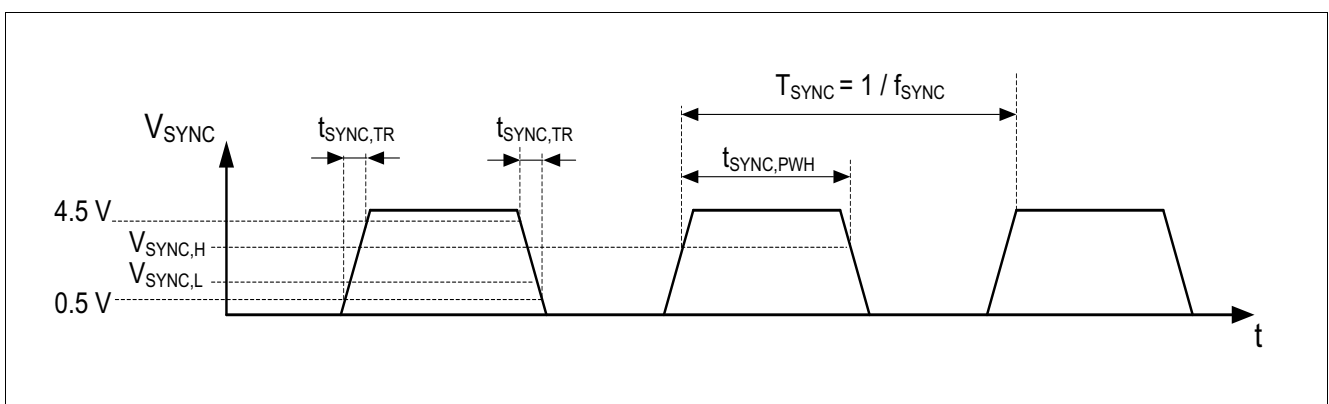 T_SYNC = 1 / f_SYNC
V_SYNC
t_SYNC,TR
t_SYNC,TR
t_SYNC,PWH
4.5 V
V_SYNC,H
V_SYNC,L
0.5 V
t